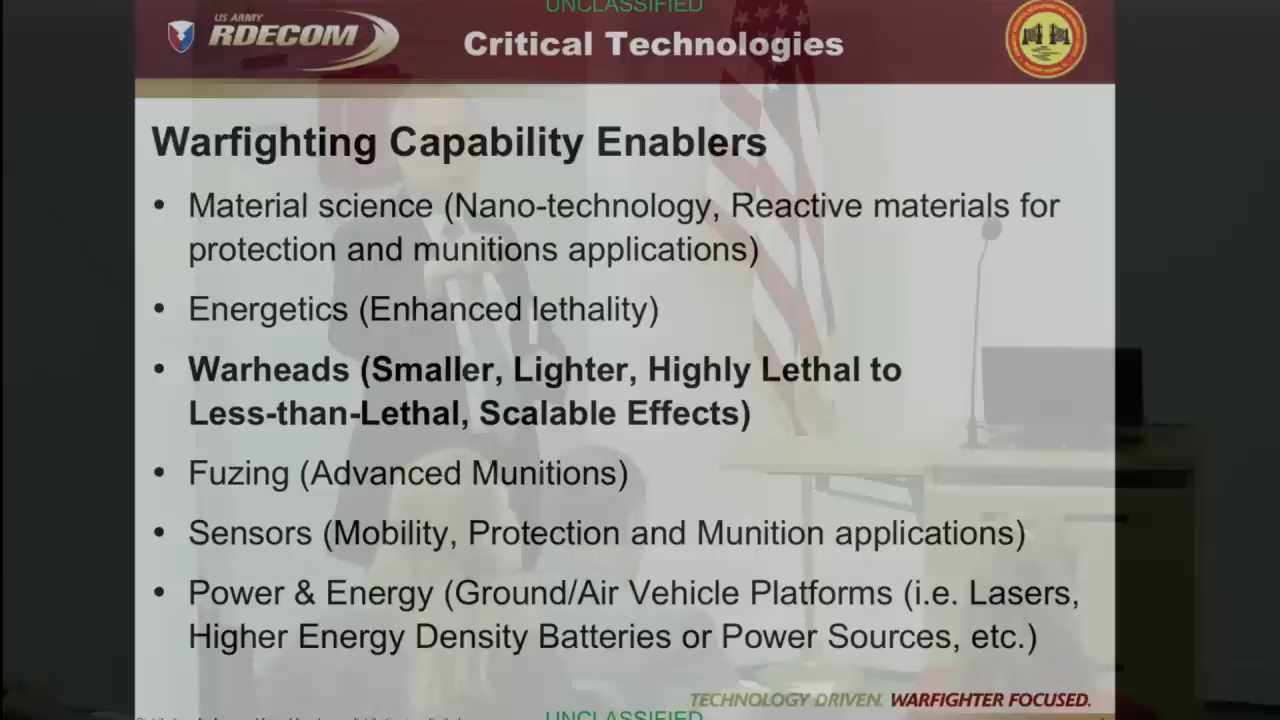 UNCLASSIFIED
US ARMY
RDECOM
Critical Technologies
Warfighting Capability Enablers
• Material science (Nano-technology, Reactive materials for
protection and munitions applications)
• Energetics (Enhanced lethality)
• Warheads (Smaller, Lighter, Highly Lethal to
Less-than-Lethal, Scalable Effects)
• Fuzing (Advanced Munitions)
• Sensors (Mobility, Protection and Munition applications)
• Power & Energy (Ground/Air Vehicle Platforms (i.e. Lasers,
Higher Energy Density Batteries or Power Sources, etc.)
TECHNOLOGY DRIVEN. WARFIGHTER FOCUSED.
UNCLASSIFIED